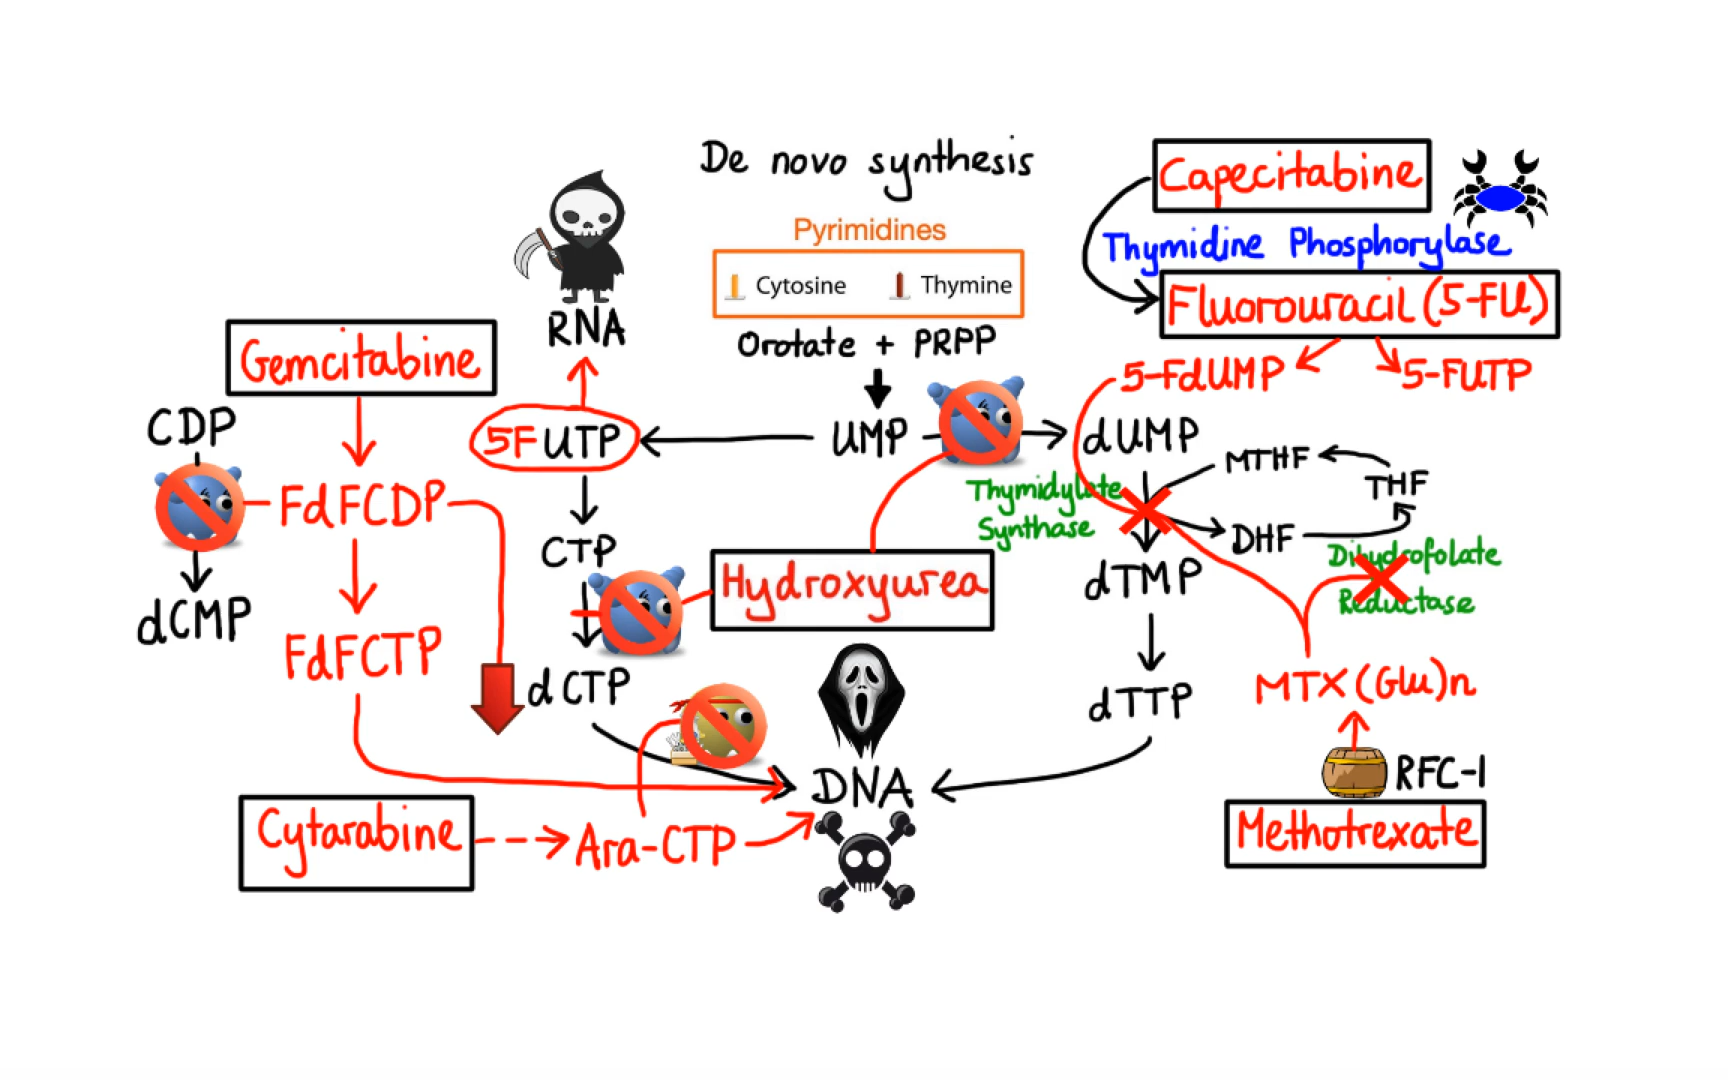 De novo synthesis
Pyrimidines
Cytosine Thymine
Orotate + PRPP
UMP
dUMP
5FUTP
RNA
CTP
dCTP
DNA
Gemcitabine
CDP
FdFCDP
dCMP
FdFCTP
Cytarabine
Ara-CTP
Hydroxyurea
Capecitabine
Thymidine Phosphorylase
Fluorouracil (5-FU)
5-FdUMP
5-FUTP
MTHF
THF
DHF
Thymidylate
Synthase
Dihydrofolate
Reductase
dTMP
dTTP
MTX(Glu)n
RFC-1
Methotrexate